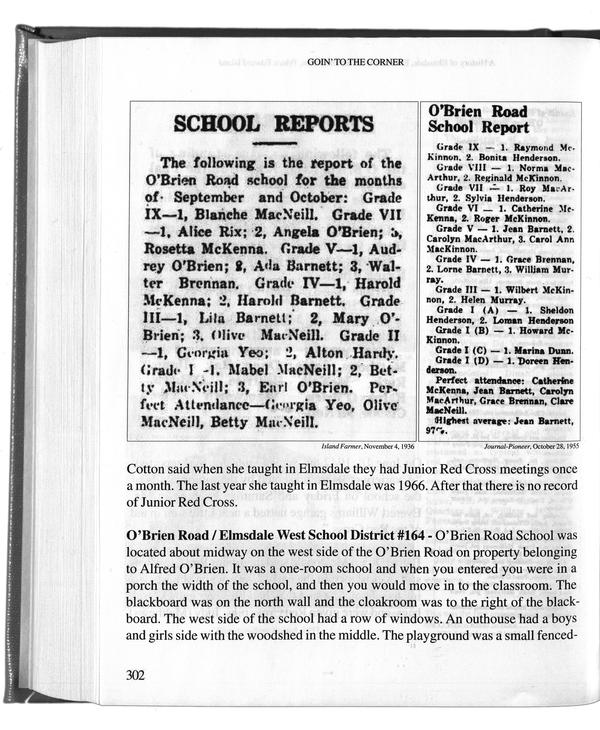 GOIN' TO THE CORNER
SCHOOL REPORTS
The following is the report of the
O'Brien Road school for the months
of September and October: Grade
IX—1, Blanche MacNeill. Grade VII
—1, Alice Rix; 2, Angela O'Brien; 3,
Rosetta McKenna. Grade V—1, Aud-
rey O'Brien; 2, Ada Barnett; 3, Wal-
ter Brennan. Grade IV—1, Harold
McKenna; 2, Harold Barnett. Grade
III—1, Lita Barnett; 2, Mary O'-
Brien; 3, Olive MacNeill. Grade II
—1, Georgia Yeo; 2, Alton Hardy.
Grade I -1, Mabel MacNeill; 2, Bet-
ty MacNeill; 3, Earl O'Brien. Per-
fect Attendance—Georgia Yeo, Olive
MacNeill, Betty MacNeill.
Island Farmer, November 4, 1936
O'Brien Road
School Report
Grade IX — 1. Raymond Mc-
Kinnon, 2. Bonita Henderson.
Grade VIII — 1. Norma Mac-
Arthur, 2. Reginald McKinnon.
Grade VII — 1. Roy MacAr-
thur, 2. Sylvia Henderson.
Grade VI — 1. Catherine Mc-
Kenna, 2. Roger McKinnon.
Grade V — 1. Jean Barnett, 2.
Carolyn MacArthur, 3. Carol Ann
MacKinnon.
Grade IV — 1. Grace Brennan,
2. Lorne Barnett, 3. William Mur-
ray.
Grade III — 1. Wilbert McKin-
non, 2. Helen Murray.
Grade I (A) — 1. Sheldon
Henderson, 2. Loman Henderson
Grade I (B) — 1. Howard Mc-
Kinnon.
Grade I (C) — 1. Marina Dunn.
Grade I (D) — 1. Doreen Hen-
derson.
Perfect attendance: Catherine
McKenna, Jean Barnett, Carolyn
MacArthur, Grace Brennan, Clare
MacNeill.
Highest average: Jean Barnett,
97%.
Journal-Pioneer, October 28, 1955
Cotton said when she taught in Elmsdale they had Junior Red Cross meetings once
a month. The last year she taught in Elmsdale was 1966. After that there is no record
of Junior Red Cross.
O'Brien Road / Elmsdale West School District #164 - O'Brien Road School was
located about midway on the west side of the O'Brien Road on property belonging
to Alfred O'Brien. It was a one-room school and when you entered you were in a
porch the width of the school, and then you would move in to the classroom. The
blackboard was on the north wall and the cloakroom was to the right of the black-
board. The west side of the school had a row of windows. An outhouse had a boys
and girls side with the woodshed in the middle. The playground was a small fenced-
302